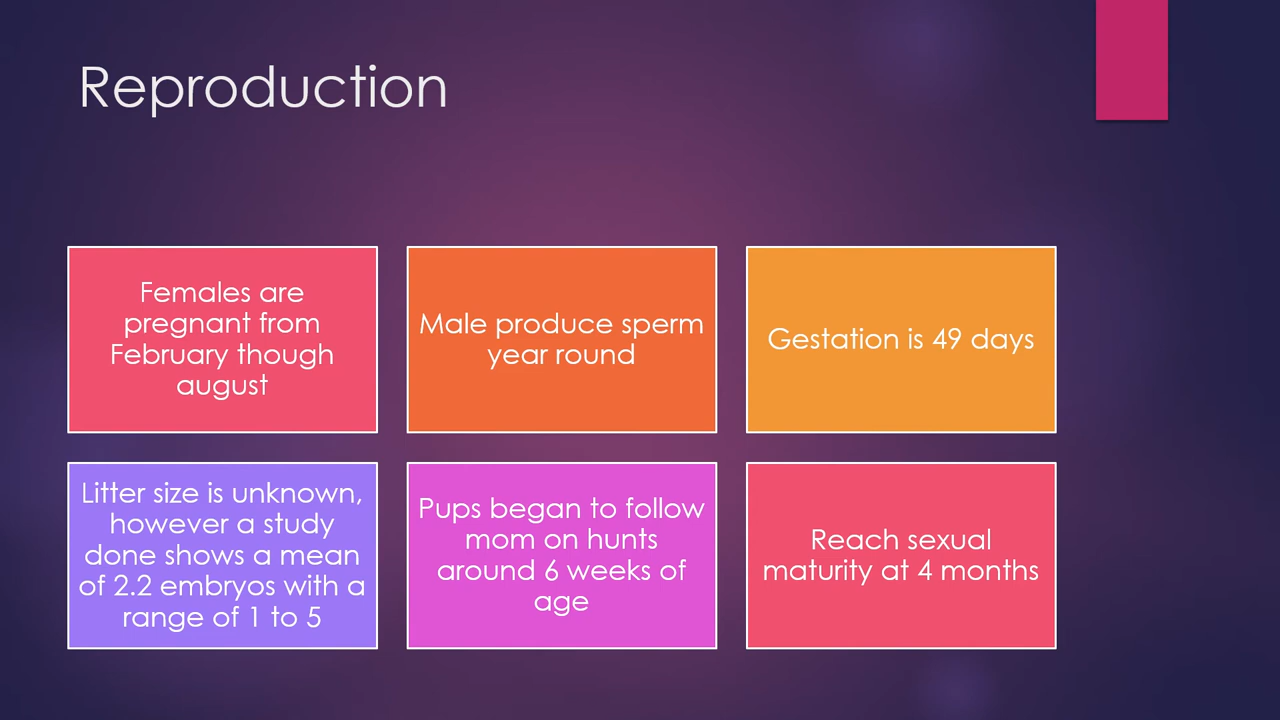 Reproduction
Females are
pregnant from
February though
august
Male produce sperm
year round
Gestation is 49 days
Litter size is unknown,
however a study
done shows a mean
of 2.2 embryos with a
range of 1 to 5
Pups began to follow
mom on hunts
around 6 weeks of
age
Reach sexual
maturity at 4 months